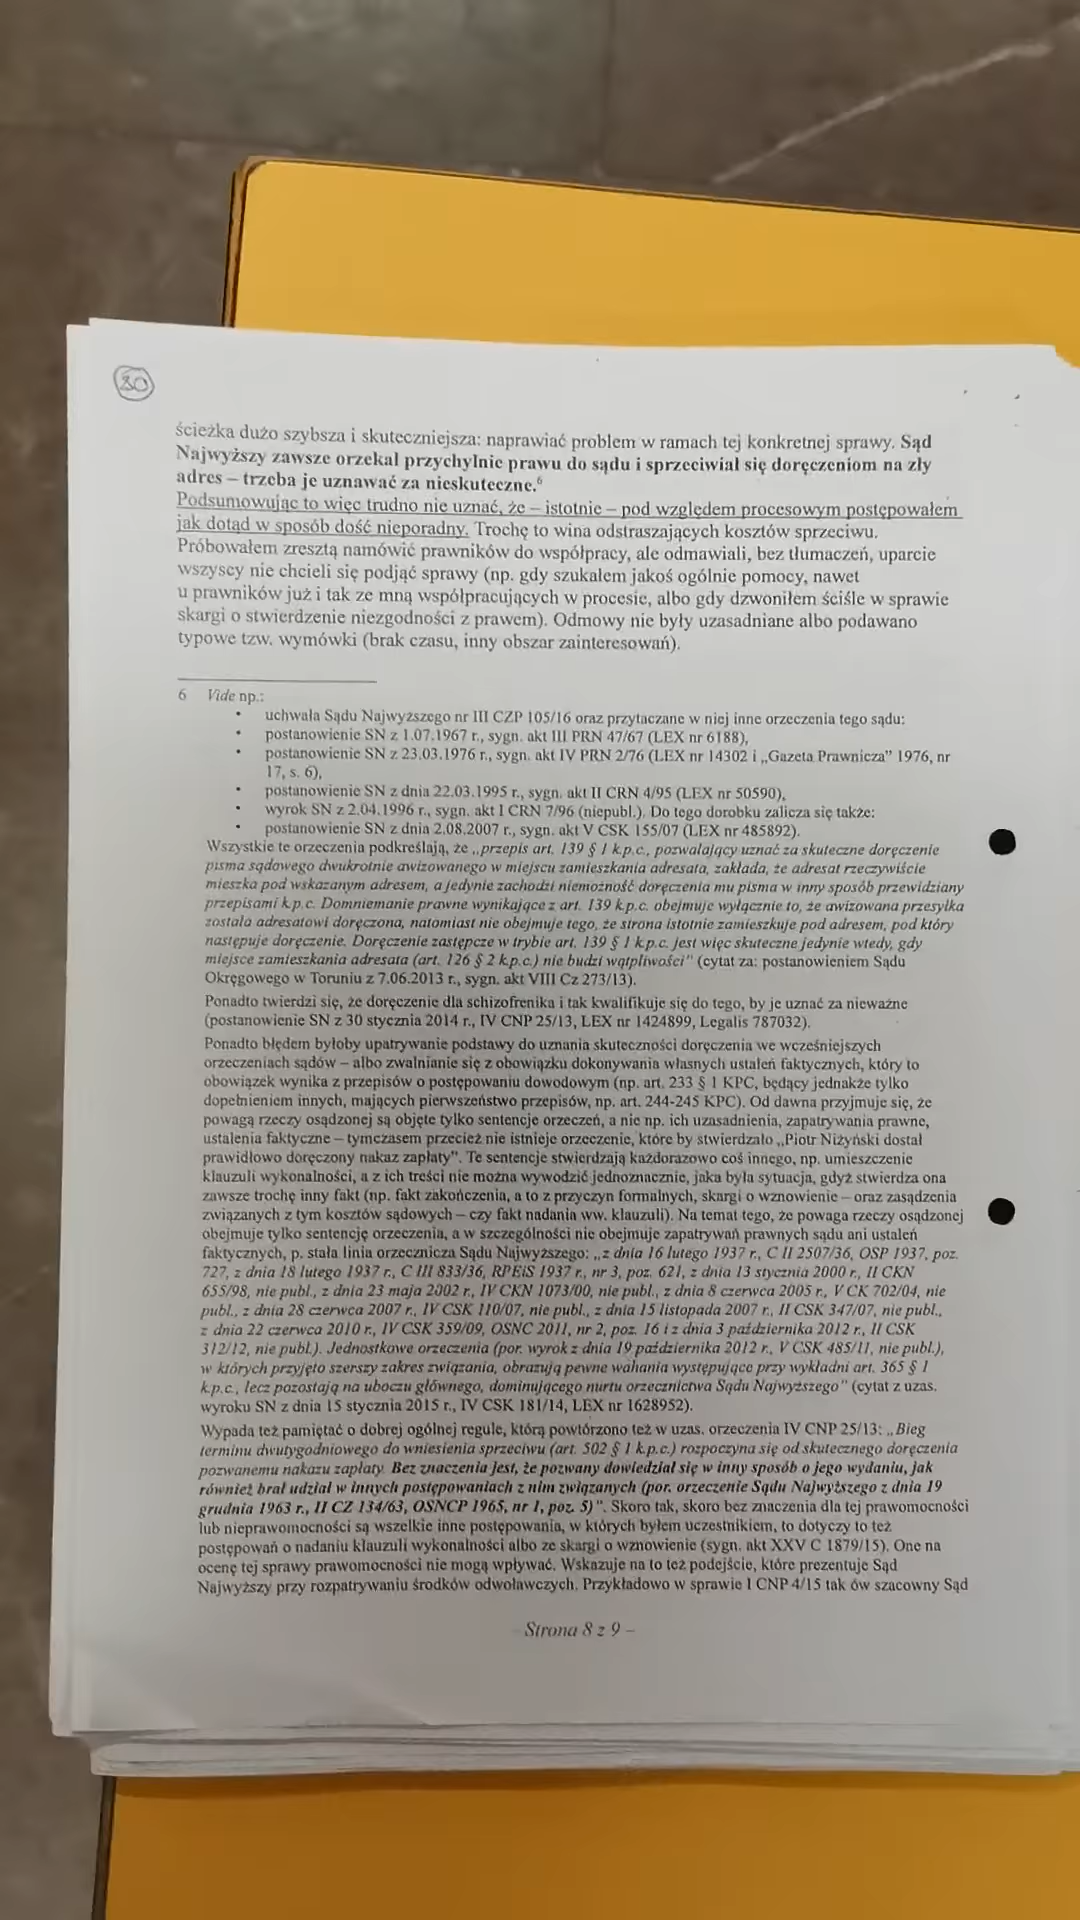 30
ścieżka dużo szybsza i skuteczniejsza: naprawiać problem w ramach tej konkretnej sprawy. Sąd
Najwyższy zawsze orzekał przychylnie prawu do sądu i sprzeciwiał się doręczeniom na zły
adres – trzeba je uznawać za nieskuteczne.6
Podsumowując to więc trudno nie uznać, że – istotnie – pod względem procesowym postępowałem
jak dotąd w sposób dość nieporadny. Trochę to wina odstraszających kosztów sprzeciwu.
Próbowałem zresztą namówić prawników do współpracy, ale odmawiali, bez tłumaczeń, uparcie
wszyscy nie chcieli się podjąć sprawy (np. gdy szukałem jakoś ogólnie pomocy, nawet
u prawników już i tak ze mną współpracujących w procesie, albo gdy dzwoniłem ściśle w sprawie
skargi o stwierdzenie niezgodności z prawem). Odmowy nie były uzasadniane albo podawano
typowe tzw. wymówki (brak czasu, inny obszar zainteresowań).
6 Vide np.:
• uchwała Sądu Najwyższego nr III CZP 105/16 oraz przytaczane w niej inne orzeczenia tego sądu:
• postanowienie SN z 1.07.1967 r., sygn. akt III PRN 47/67 (LEX nr 6188),
• postanowienie SN z 23.03.1976 r., sygn. akt IV PRN 2/76 (LEX nr 14302 i „Gazeta Prawnicza" 1976, nr
17, s. 6),
• postanowienie SN z dnia 22.03.1995 r., sygn. akt II CRN 4/95 (LEX nr 50590),
• wyrok SN z 2.04.1996 r., sygn. akt I CRN 7/96 (niepubl.). Do tego dorobku zalicza się także:
• postanowienie SN z dnia 2.08.2007 r., sygn. akt V CSK 155/07 (LEX nr 485892).
Wszystkie te orzeczenia podkreślają, że „przepis art. 139 § 1 k.p.c., pozwalający uznać za skuteczne doręczenie
pisma sądowego dwukrotnie awizowanego w miejscu zamieszkania adresata, zakłada, że adresat rzeczywiście
mieszka pod wskazanym adresem, a jedynie zachodzi niemożność doręczenia mu pisma w inny sposób przewidziany
przepisami k.p.c. Domniemanie prawne wynikające z art. 139 k.p.c. obejmuje wyłącznie to, że awizowana przesyłka
została adresatowi doręczona, natomiast nie obejmuje tego, że strona istotnie zamieszkuje pod adresem, pod który
następuje doręczenie. Doręczenie zastępcze w trybie art. 139 § 1 k.p.c. jest więc skuteczne jedynie wtedy, gdy
miejsce zamieszkania adresata (art. 126 § 2 k.p.c.) nie budzi wątpliwości" (cytat za: postanowieniem Sądu
Okręgowego w Toruniu z 7.06.2013 r., sygn. akt VIII Cz 273/13).
Ponadto twierdzi się, że doręczenie dla schizofrenika i tak kwalifikuje się do tego, by je uznać za nieważne
(postanowienie SN z 30 stycznia 2014 r., IV CNP 25/13, LEX nr 1424899, Legalis 787032).
Ponadto błędem byłoby upatrywanie podstawy do uznania skuteczności doręczenia we wcześniejszych
orzeczeniach sądów – albo zwalnianie się z obowiązku dokonywania własnych ustaleń faktycznych, który to
obowiązek wynika z przepisów o postępowaniu dowodowym (np. art. 233 § 1 KPC, będący jednakże tylko
dopełnieniem innych, mających pierwszeństwo przepisów, np. art. 244-245 KPC). Od dawna przyjmuje się, że
powagą rzeczy osądzonej są objęte tylko sentencje orzeczeń, a nie np. ich uzasadnienia, zapatrywania prawne,
ustalenia faktyczne – tymczasem przecież nie istnieje orzeczenie, które by stwierdzało „Piotr Niżyński dostał
prawidłowo doręczony nakaz zapłaty". Te sentencje stwierdzają każdorazowo coś innego, np. umieszczenie
klauzuli wykonalności, a z ich treści nie można wywodzić jednoznacznie, jaka była sytuacja, gdyż stwierdza ona
zawsze trochę inny fakt (np. fakt zakończenia, a to z przyczyn formalnych, skargi o wznowienie – oraz zasądzenia
związanych z tym kosztów sądowych – czy fakt nadania ww. klauzuli). Na temat tego, że powaga rzeczy osądzonej
obejmuje tylko sentencję orzeczenia, a w szczególności nie obejmuje zapatrywań prawnych sądu ani ustaleń
faktycznych, p. stała linia orzecznicza Sądu Najwyższego: „z dnia 16 lutego 1937 r., C II 2507/36, OSP 1937, poz.
727, z dnia 18 lutego 1937 r., C III 833/36, RPEiS 1937 r., nr 3, poz. 621, z dnia 13 stycznia 2000 r., II CKN
655/98, nie publ., z dnia 23 maja 2002 r., IV CKN 1073/00, nie publ., z dnia 8 czerwca 2005 r., V CK 702/04, nie
publ., z dnia 28 czerwca 2007 r., IV CSK 110/07, nie publ., z dnia 15 listopada 2007 r., II CSK 347/07, nie publ.,
z dnia 22 czerwca 2010 r., IV CSK 359/09, OSNC 2011, nr 2, poz. 16 i z dnia 3 października 2012 r., II CSK
312/12, nie publ.). Jednostkowe orzeczenia (por. wyrok z dnia 19 października 2012 r., V CSK 485/11, nie publ.),
w których przyjęto szerszy zakres związania, obrazują pewne wahania występujące przy wykładni art. 365 § 1
k.p.c., lecz pozostają na uboczu głównego, dominującego nurtu orzecznictwa Sądu Najwyższego" (cytat z uzas.
wyroku SN z dnia 15 stycznia 2015 r., IV CSK 181/14, LEX nr 1628952).
Wypada też pamiętać o dobrej ogólnej regule, którą powtórzono też w uzas. orzeczenia IV CNP 25/13: „Bieg
terminu dwutygodniowego do wniesienia sprzeciwu (art. 502 § 1 k.p.c.) rozpoczyna się od skutecznego doręczenia
pozwanemu nakazu zapłaty. Bez znaczenia jest, że pozwany dowiedział się w inny sposób o jego wydaniu, jak
również brał udział w innych postępowaniach z nim związanych (por. orzeczenie Sądu Najwyższego z dnia 19
grudnia 1963 r., II CZ 134/63, OSNCP 1965, nr 1, poz. 5)". Skoro tak, skoro bez znaczenia dla tej prawomocności
lub nieprawomocności są wszelkie inne postępowania, w których byłem uczestnikiem, to dotyczy to też
postępowań o nadaniu klauzuli wykonalności albo ze skargi o wznowienie (sygn. akt XXV C 1879/15). One na
ocenę tej sprawy prawomocności nie mogą wpływać. Wskazuje na to też podejście, które prezentuje Sąd
Najwyższy przy rozpatrywaniu środków odwoławczych. Przykładowo w sprawie I CNP 4/15 tak ów szacowny Sąd
– Strona 8 z 9 –